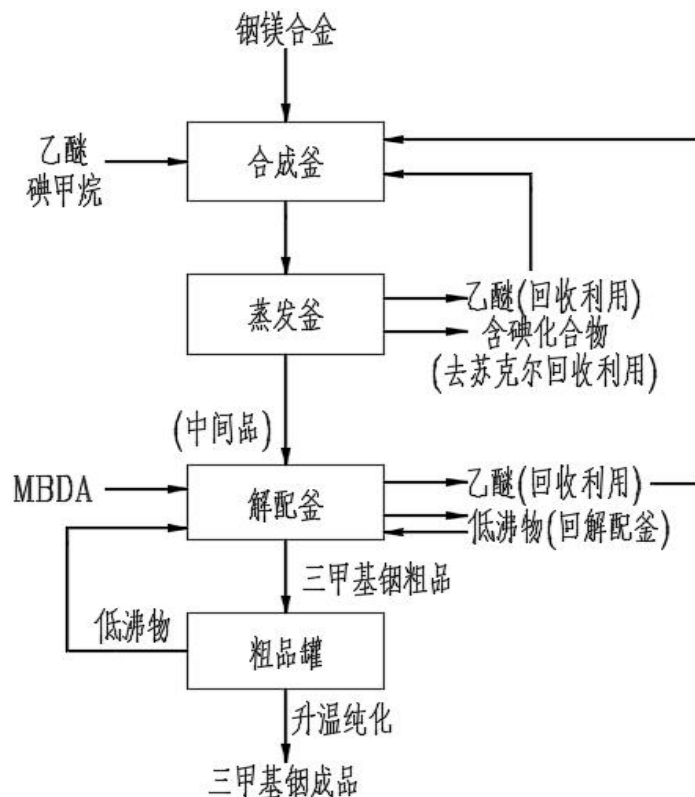 铟镁合金
乙醚
碘甲烷
合成釜
蒸发釜
乙醚(回收利用)
含碘化合物
(去苏克尔回收利用)
(中间品)
MBDA
解配釜
乙醚(回收利用)
低沸物(回解配釜)
三甲基铟粗品
低沸物
粗品罐
升温纯化
三甲基铟成品